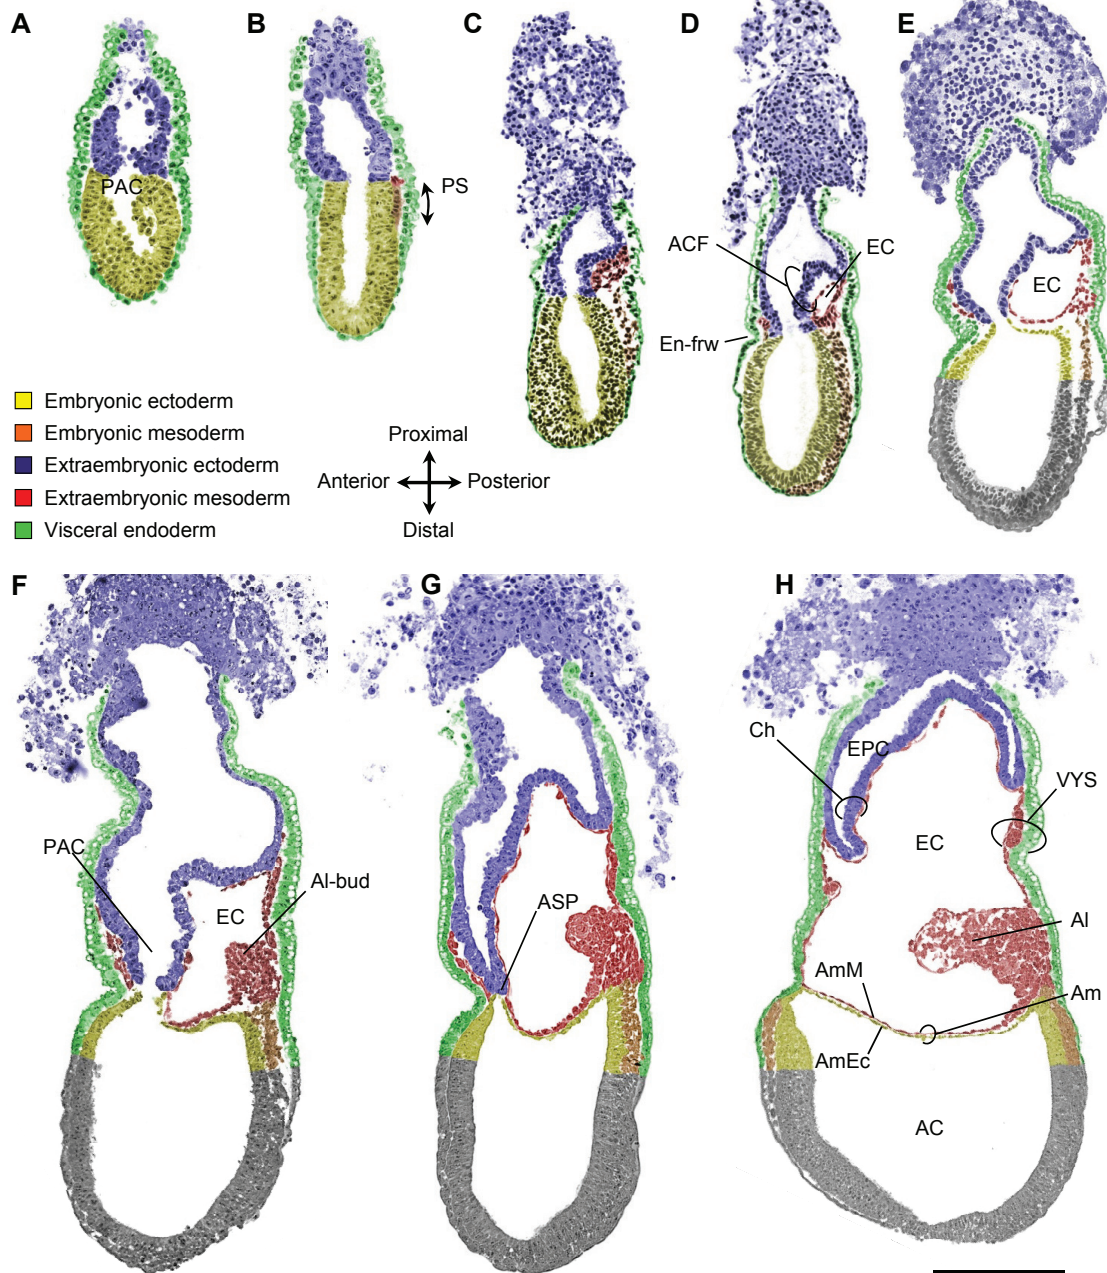 A
B
C
D
E
PAC
PS
ACF
EC
EC
En-frw
Embryonic ectoderm
Embryonic mesoderm
Extraembryonic ectoderm
Extraembryonic mesoderm
Visceral endoderm
Proximal
Anterior
Posterior
Distal
F
G
H
Ch
EPC
VYS
PAC
Al-bud
EC
EC
ASP
Al
AmM
Am
AmEc
AC